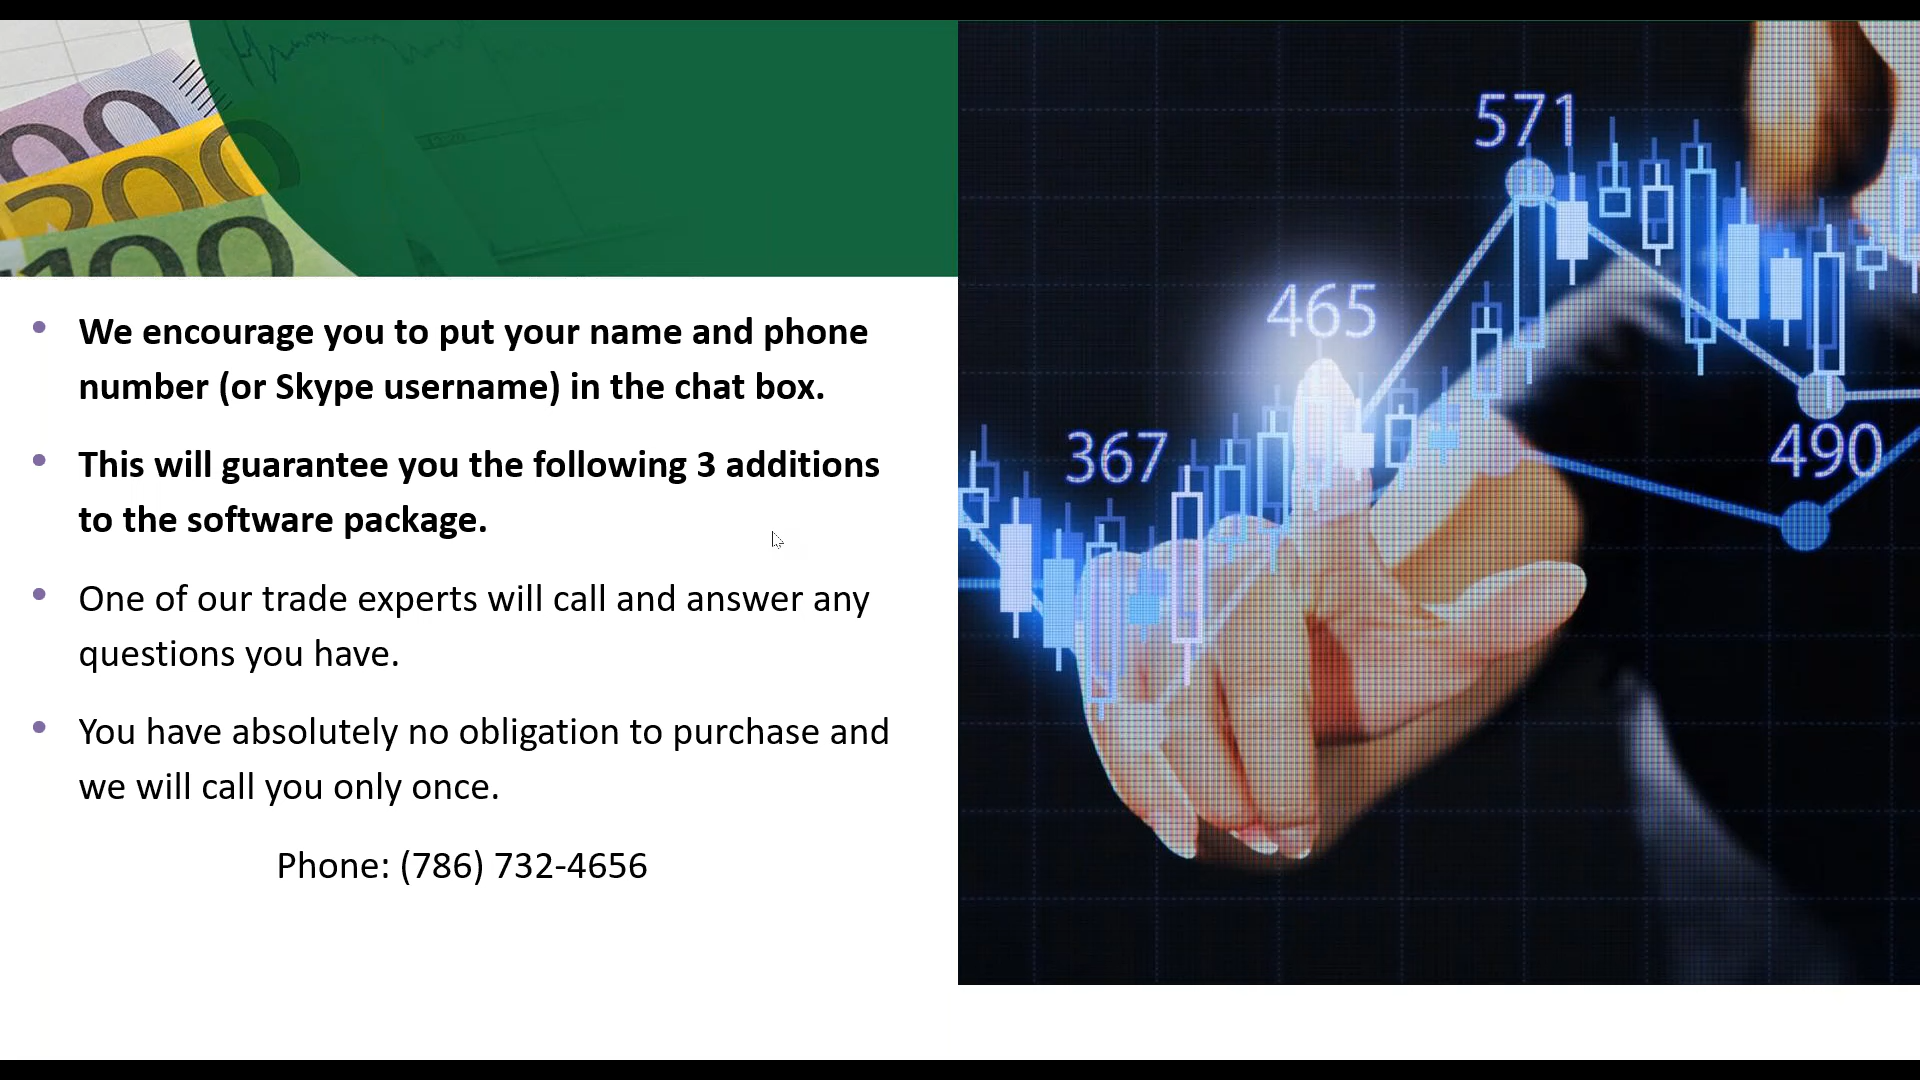 00
200
100
We encourage you to put your name and phone
number (or Skype username) in the chat box.
This will guarantee you the following 3 additions
to the software package.
One of our trade experts will call and answer any
questions you have.
You have absolutely no obligation to purchase and
we will call you only once.
Phone: (786) 732-4656
571
465
367
490